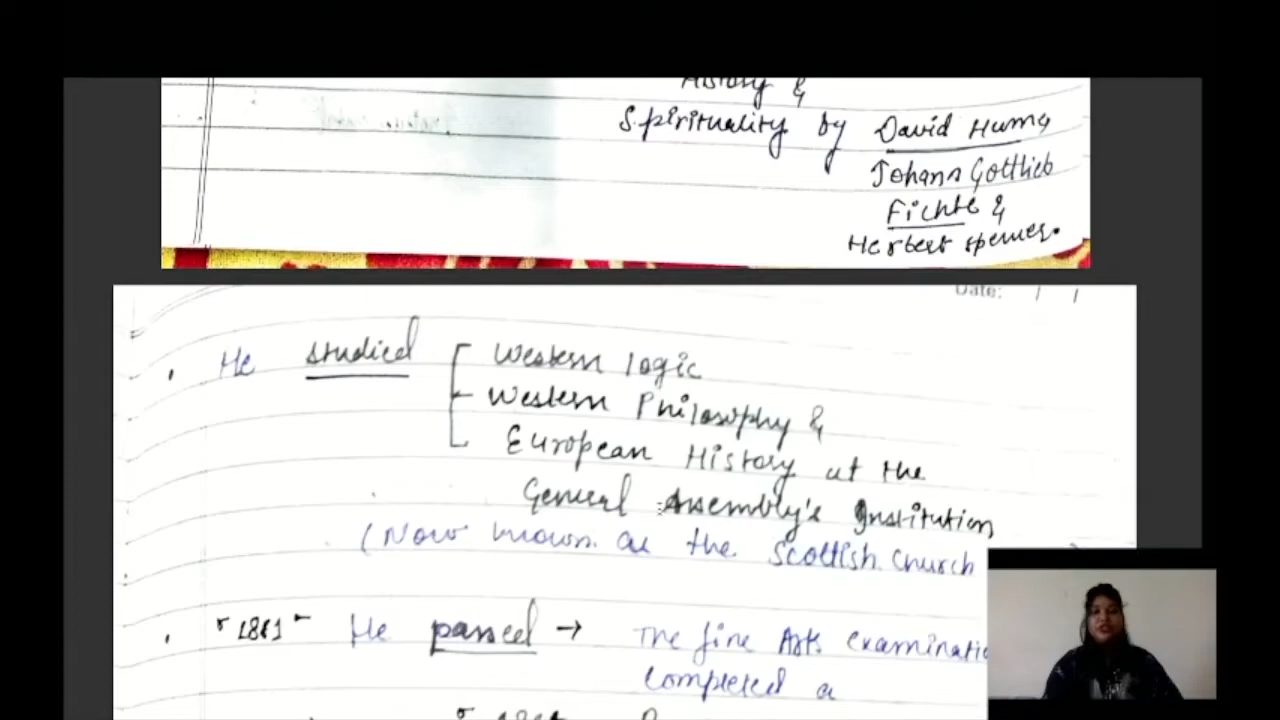 History &
Spirituality by David Hume,
Johann Gottlieb
Fichte &
Herbert spencer.
Date: / /
. He studied Western logic
Western Philosophy &
European History at the
General Assembly's Institution
(Now known as the Scottish Church
. "1881" He passed → The fine Arts examinatio
completed a